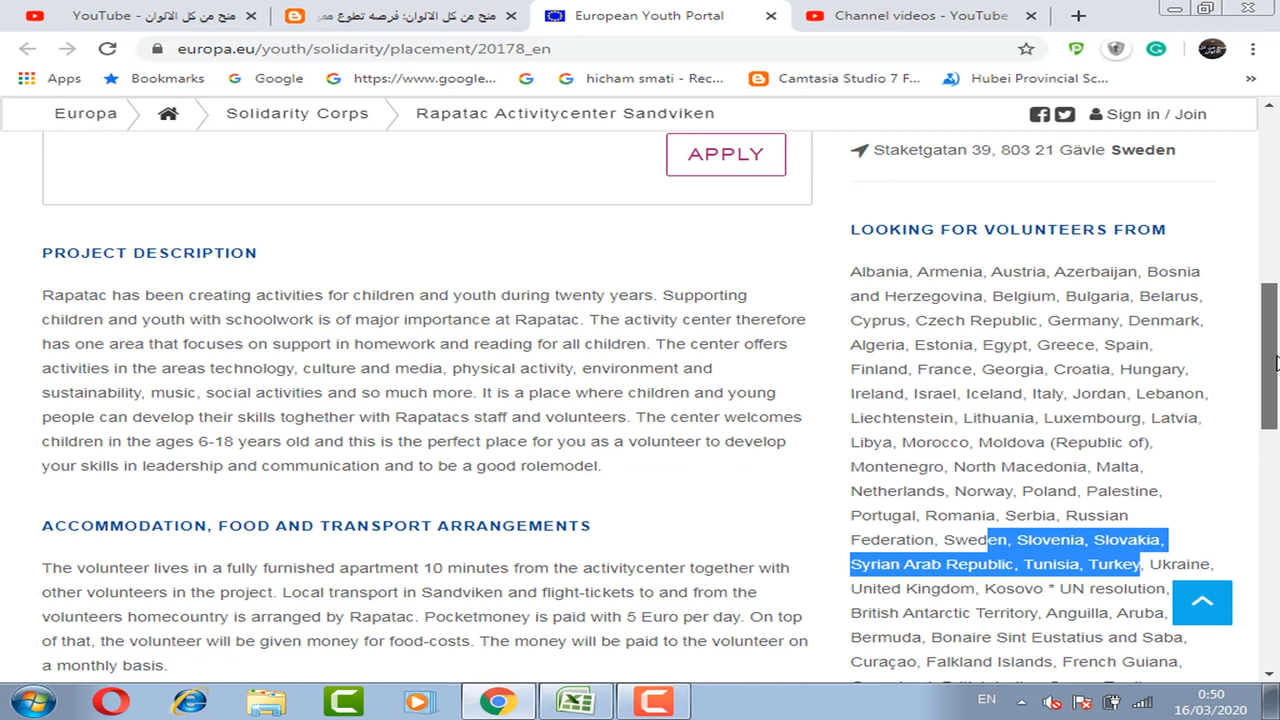 منح من كل الالوان - YouTube
منح من كل الالوان: فرصه تطوع ممر
European Youth Portal
Channel videos - YouTube
europa.eu/youth/solidarity/placement/20178_en
Apps
Bookmarks
Google
https://www.google...
hicham smati - Rec...
Camtasia Studio 7 F...
Hubei Provincial Sc...
»
Europa
Solidarity Corps
Rapatac Activitycenter Sandviken
Sign in / Join
APPLY
PROJECT DESCRIPTION
Rapatac has been creating activities for children and youth during twenty years. Supporting
children and youth with schoolwork is of major importance at Rapatac. The activity center therefore
has one area that focuses on support in homework and reading for all children. The center offers
activities in the areas technology, culture and media, physical activity, environment and
sustainability, music, social activities and so much more. It is a place where children and young
people can develop their skills toghether with Rapatacs staff and volunteers. The center welcomes
children in the ages 6-18 years old and this is the perfect place for you as a volunteer to develop
your skills in leadership and communication and to be a good rolemodel.
ACCOMMODATION, FOOD AND TRANSPORT ARRANGEMENTS
The volunteer lives in a fully furnished apartment 10 minutes from the activitycenter together with
other volunteers in the project. Local transport in Sandviken and flight-tickets to and from the
volunteers homecountry is arranged by Rapatac. Pocketmoney is paid with 5 Euro per day. On top
of that, the volunteer will be given money for food-costs. The money will be paid to the volunteer on
a monthly basis.
Staketgatan 39, 803 21 Gävle Sweden
LOOKING FOR VOLUNTEERS FROM
Albania, Armenia, Austria, Azerbaijan, Bosnia
and Herzegovina, Belgium, Bulgaria, Belarus,
Cyprus, Czech Republic, Germany, Denmark,
Algeria, Estonia, Egypt, Greece, Spain,
Finland, France, Georgia, Croatia, Hungary,
Ireland, Israel, Iceland, Italy, Jordan, Lebanon,
Liechtenstein, Lithuania, Luxembourg, Latvia,
Libya, Morocco, Moldova (Republic of),
Montenegro, North Macedonia, Malta,
Netherlands, Norway, Poland, Palestine,
Portugal, Romania, Serbia, Russian
Federation, Sweden, Slovenia, Slovakia,
Syrian Arab Republic, Tunisia, Turkey, Ukraine,
United Kingdom, Kosovo * UN resolution,
British Antarctic Territory, Anguilla, Aruba,
Bermuda, Bonaire Sint Eustatius and Saba,
Curaçao, Falkland Islands, French Guiana,
EN
0:50
16/03/2020